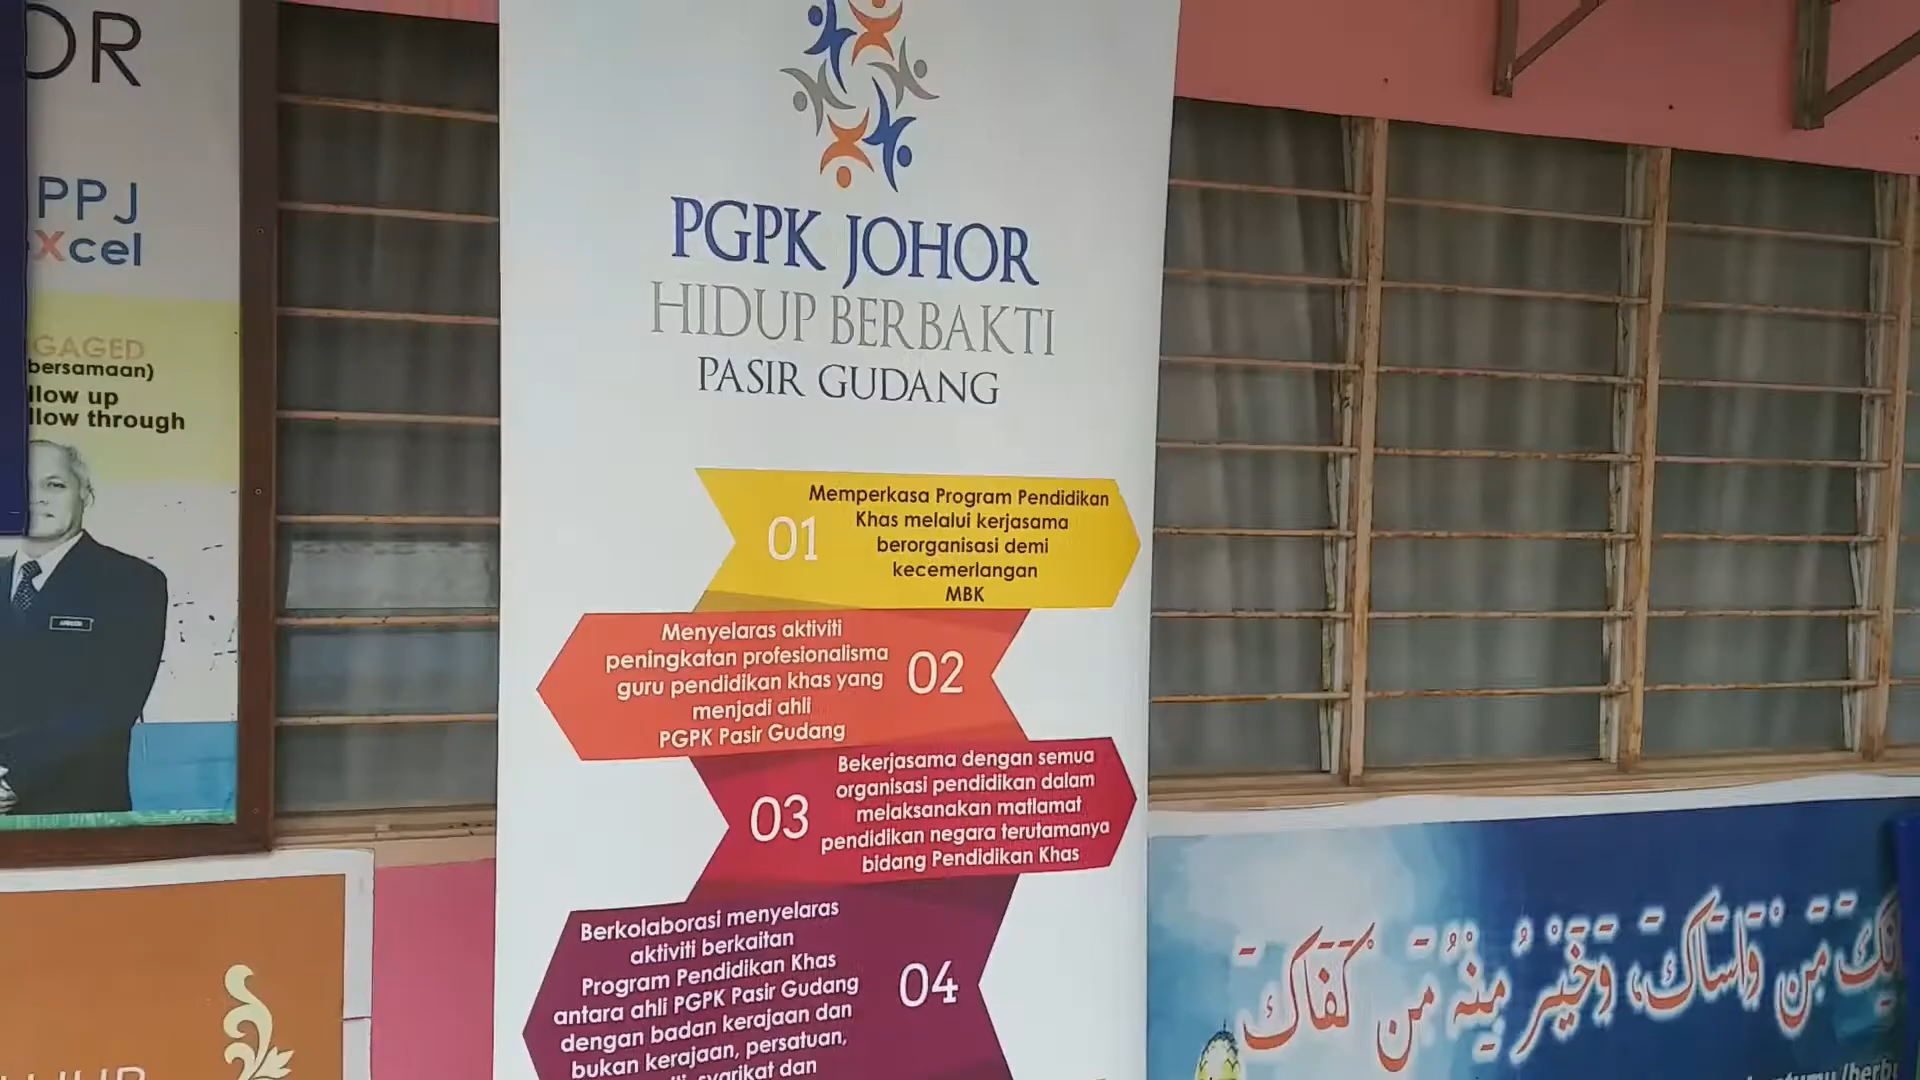 OR
PPJ
Xcel
GAGED
bersamaan)
llow up
llow through
PGPK JOHOR
HIDUP BERBAKTI
PASIR GUDANG
Memperkasa Program Pendidikan
01
Khas melalui kerjasama
berorganisasi demi
kecemerlangan
MBK
Menyelaras aktiviti
peningkatan profesionalisma
guru pendidikan khas yang
menjadi ahli
PGPK Pasir Gudang
02
Bekerjasama dengan semua
organisasi pendidikan dalam
melaksanakan matlamat
pendidikan negara terutamanya
bidang Pendidikan Khas
03
Berkolaborasi menyelaras
aktiviti berkaitan
Program Pendidikan Khas
antara ahli PGPK Pasir Gudang
dengan badan kerajaan dan
bukan kerajaan, persatuan,
syarikat dan
04
مَنْ وَاسَاكَ، وَخَيْرٌ مِنْهُ مَنْ كَفَاكَ